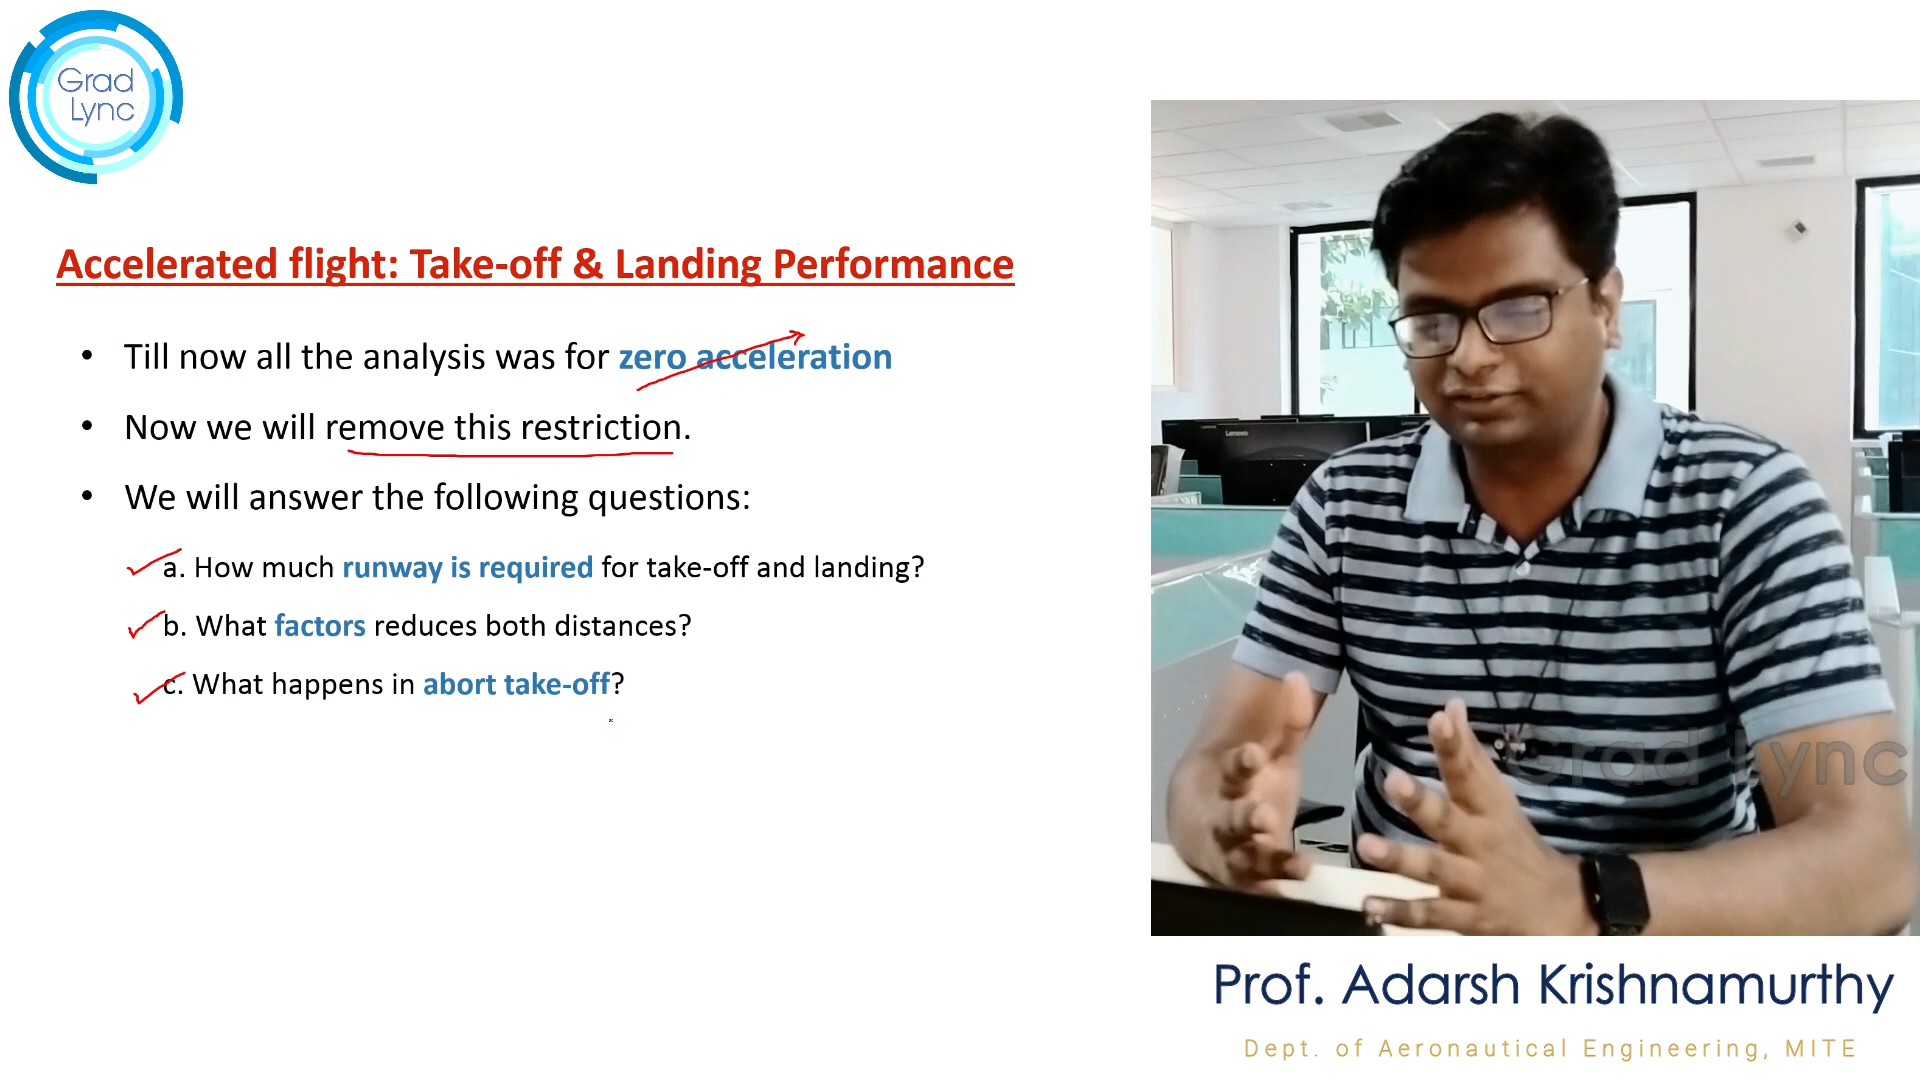 Grad
Lync
Accelerated flight: Take-off & Landing Performance
• Till now all the analysis was for zero acceleration
• Now we will remove this restriction.
• We will answer the following questions:
a. How much runway is required for take-off and landing?
b. What factors reduces both distances?
c. What happens in abort take-off?
Lenovo
Grad Lync
Prof. Adarsh Krishnamurthy
Dept. of Aeronautical Engineering, MITE